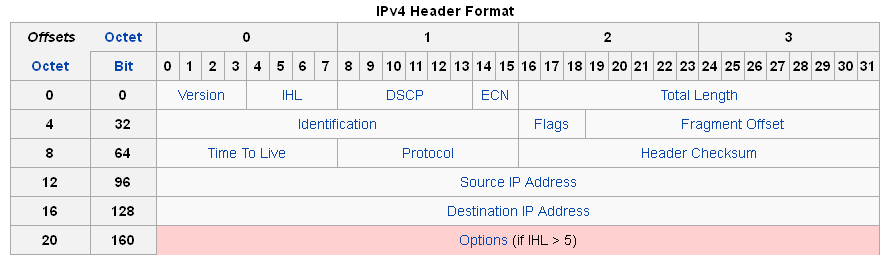 IPv4 Header Format
Offsets Octet 0 1 2 3
Octet Bit 0 1 2 3 4 5 6 7 8 9 10 11 12 13 14 15 16 17 18 19 20 21 22 23 24 25 26 27 28 29 30 31
0 0 Version IHL DSCP ECN Total Length
4 32 Identification Flags Fragment Offset
8 64 Time To Live Protocol Header Checksum
12 96 Source IP Address
16 128 Destination IP Address
20 160 Options (if IHL > 5)